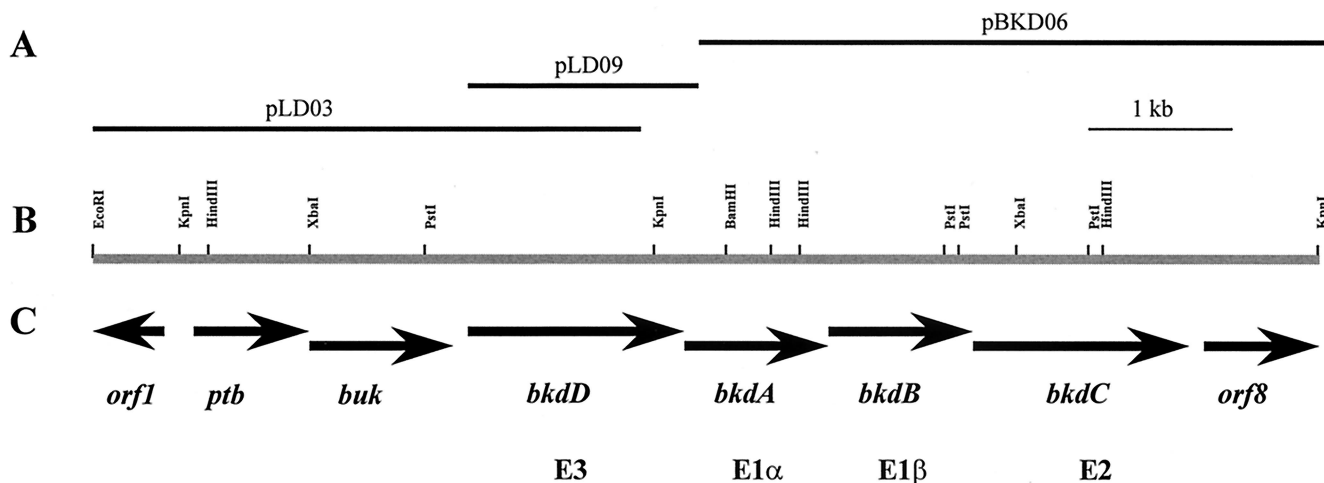 A
pBKD06
pLD09
pLD03
1 kb
B
EcoRI
KpnI
HindIII
XbaI
PstI
KpnI
BamHI
HindIII
HindIII
PstI
PstI
XbaI
PstI
HindIII
KpnI
C
orf1 ptb buk bkdD bkdA bkdB bkdC orf8
E3 E1α E1β E2